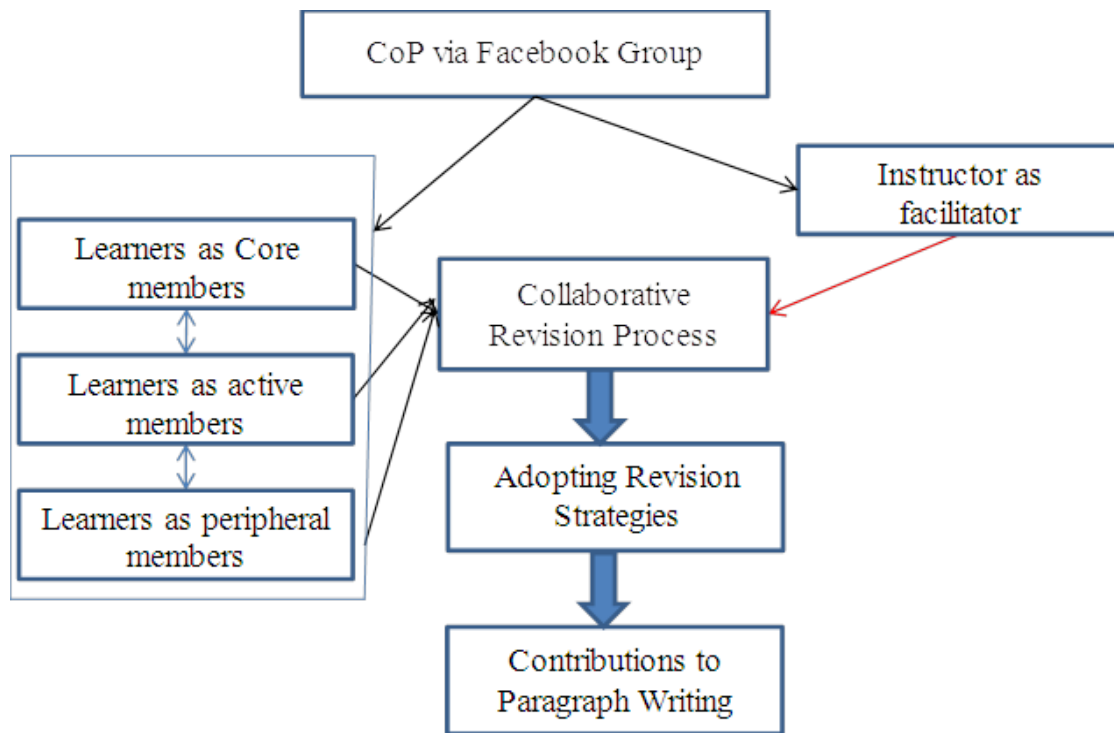 CoP via Facebook Group
Instructor as
facilitator
Learners as Core
members
Collaborative
Revision Process
Learners as active
members
Adopting Revision
Strategies
Learners as peripheral
members
Contributions to
Paragraph Writing